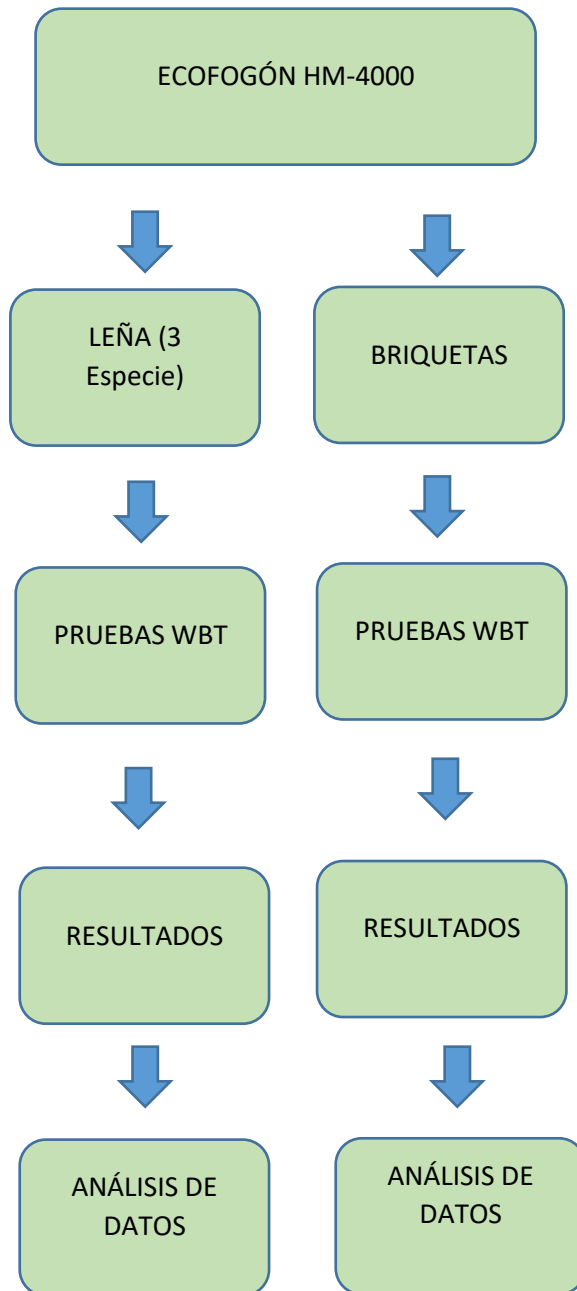 ECOFOGÓN HM-4000
LEÑA (3
Especie)
BRIQUETAS
PRUEBAS WBT
PRUEBAS WBT
RESULTADOS
RESULTADOS
ANÁLISIS DE
DATOS
ANÁLISIS DE
DATOS